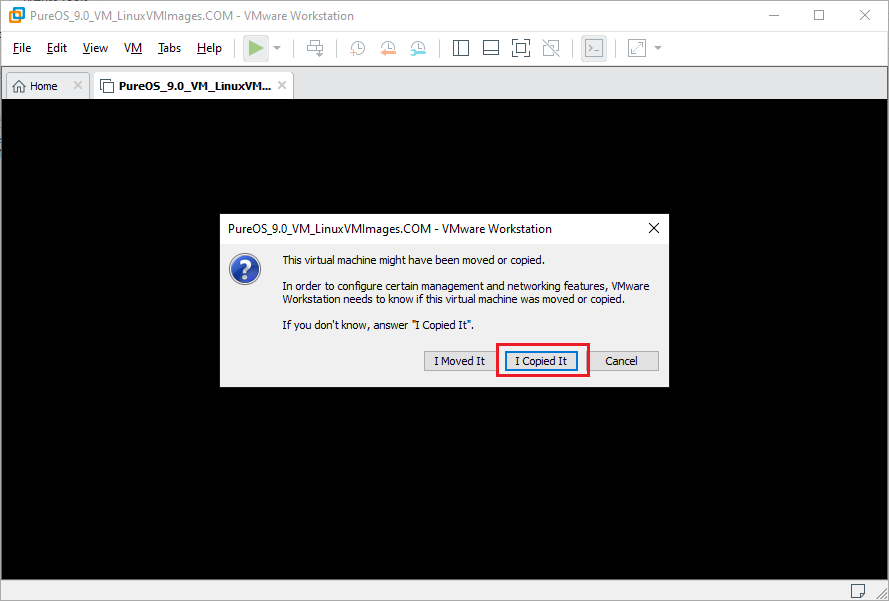 PureOS_9.0_VM_LinuxVMImages.COM - VMware Workstation
File Edit View VM Tabs Help
Home PureOS_9.0_VM_LinuxVM...
PureOS_9.0_VM_LinuxVMImages.COM - VMware Workstation
This virtual machine might have been moved or copied.
In order to configure certain management and networking features, VMware
Workstation needs to know if this virtual machine was moved or copied.
If you don't know, answer "I Copied It".
I Moved It I Copied It Cancel